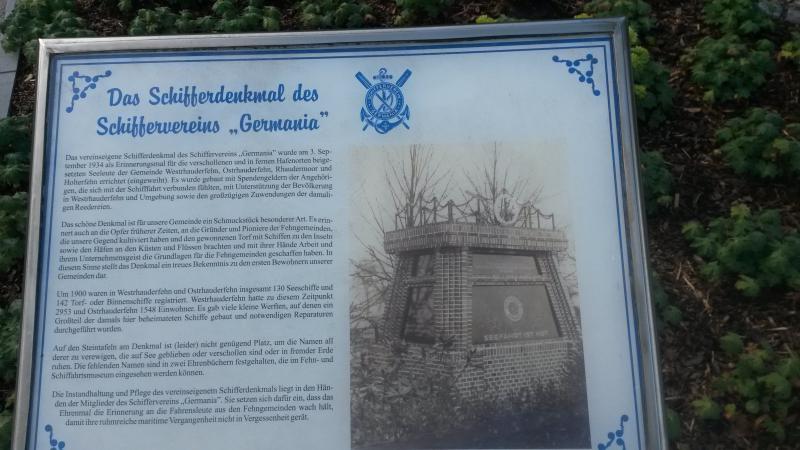 Das Schifferdenkmal des
Schiffervereins „Germania"
Das vereinseigene Schifferdenkmal des Schiffervereins „Germania" wurde am 3. Sep-
tember 1934 als Erinnerungsmal für die verschollenen und in fernen Hafenorten beige-
setzten Seeleute der Gemeinde Westrhauderfehn, Ostrhauderfehn, Rhaudermoor und
Holterfehn errichtet (eingeweiht). Es wurde gebaut mit Spendengeldern der Angehöri-
gen, die sich mit der Schifffahrt verbunden fühlten, mit Unterstützung der Bevölkerung
in Westrhauderfehn und Umgebung sowie den großzügigen Zuwendungen der damali-
gen Reedereien.
Das schöne Denkmal ist für unsere Gemeinde ein Schmuckstück besonderer Art. Es erin-
nert auch an die Opfer früherer Zeiten, an die Gründer und Pioniere der Fehngemeinden,
die unsere Gegend kultiviert haben und den gewonnenen Torf mit Schiffen zu den Inseln
sowie den Häfen an den Küsten und Flüssen brachten und mit ihrer Hände Arbeit und
ihrem Unternehmensgeist die Grundlagen für die Fehngemeinden geschaffen haben. In
diesem Sinne stellt das Denkmal ein treues Bekenntnis zu den ersten Bewohnern unserer
Gemeinden dar.
Um 1900 waren in Westrhauderfehn und Ostrhauderfehn insgesamt 130 Seeschiffe und
142 Torf- oder Binnenschiffe registriert. Westrhauderfehn hatte zu diesem Zeitpunkt
2953 und Ostrhauderfehn 1548 Einwohner. Es gab viele kleine Werften, auf denen ein
Großteil der damals hier beheimateten Schiffe gebaut und notwendigen Reparaturen
durchgeführt wurden.
Auf den Steintafeln am Denkmal ist (leider) nicht genügend Platz, um die Namen all
derer zu verewigen, die auf See geblieben oder verschollen sind oder in fremder Erde
ruhen. Die fehlenden Namen sind in zwei Ehrenbüchern festgehalten, die im Fehn- und
Schiffahrtsmuseum eingesehen werden können.
Die Instandhaltung und Pflege des vereinseigenem Schifferdenkmals liegt in den Hän-
den der Mitglieder des Schiffervereins „Germania". Sie setzen sich dafür ein, dass das
Ehrenmal die Erinnerung an die Fahrensleute aus den Fehngemeinden wach hält,
damit ihre ruhmreiche maritime Vergangenheit nicht in Vergessenheit gerät.
SEEFAHRT IST NOT